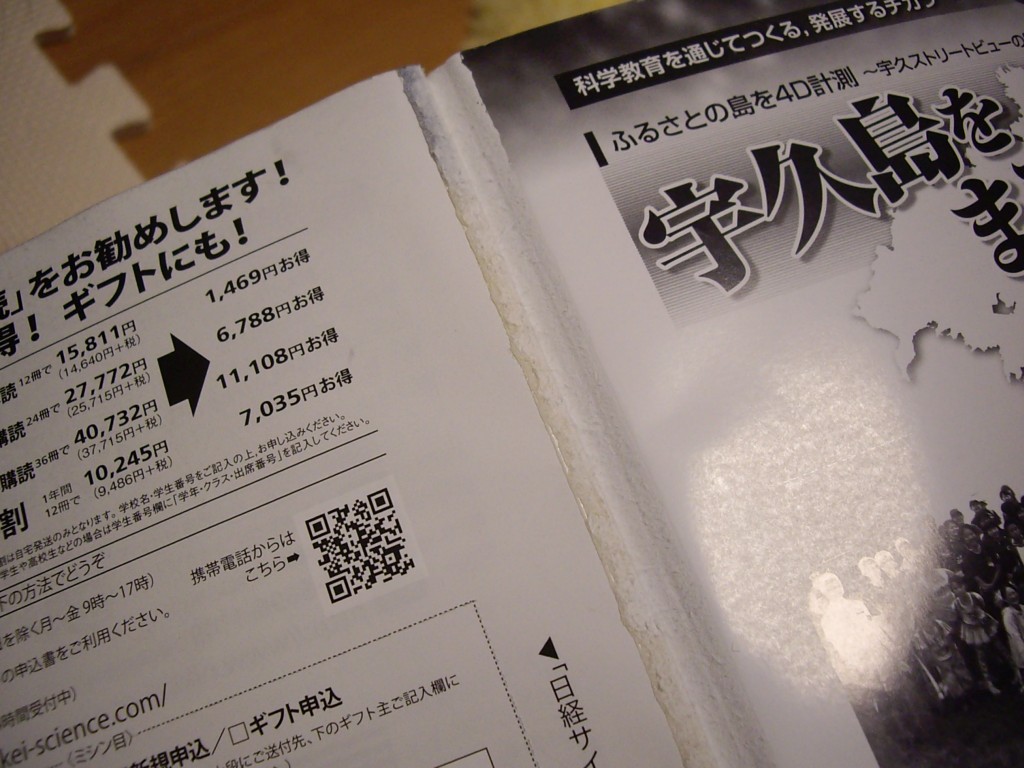 」をお勧めします!
得! ギフトにも!
読 12冊で 15,811円 1,469円お得
(14,640円+税)
購読 24冊で 27,772円 6,788円お得
(25,715円+税)
購読 36冊で 40,732円 11,108円お得
(37,715円+税)
割 1年間 12冊で 10,245円 7,035円お得
(9,486円+税)
割は自宅発送のみとなります。学校名・学生番号をご記入の上、お申し込みください。
学生や高校生などの場合は学生番号欄に「学年・クラス・出席番号」を記入してください。
下の方法でどうぞ
を除く月〜金 9時〜17時)
携帯電話からは
こちら➡
の申込書をご利用ください。
時間受付中)
kei-science.com/
(ミシン目)
新規申込/□ギフト申込
段にご送付先、下のギフト主ご記入欄に
ださい。)
▲「日経サイ
科学教育を通じてつくる,発展するチカラ
ふるさとの島を4D計測 〜宇久ストリートビューの
宇久島を
ま